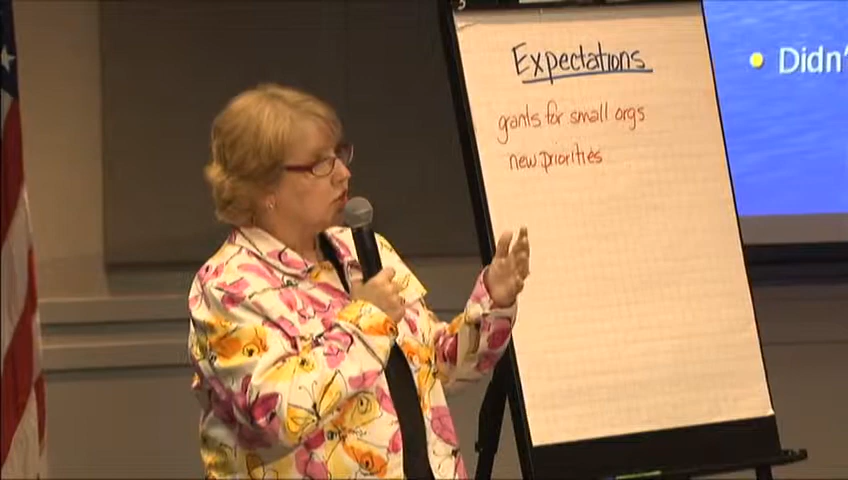 Expectations
grants for small orgs
new priorities
• Didn'